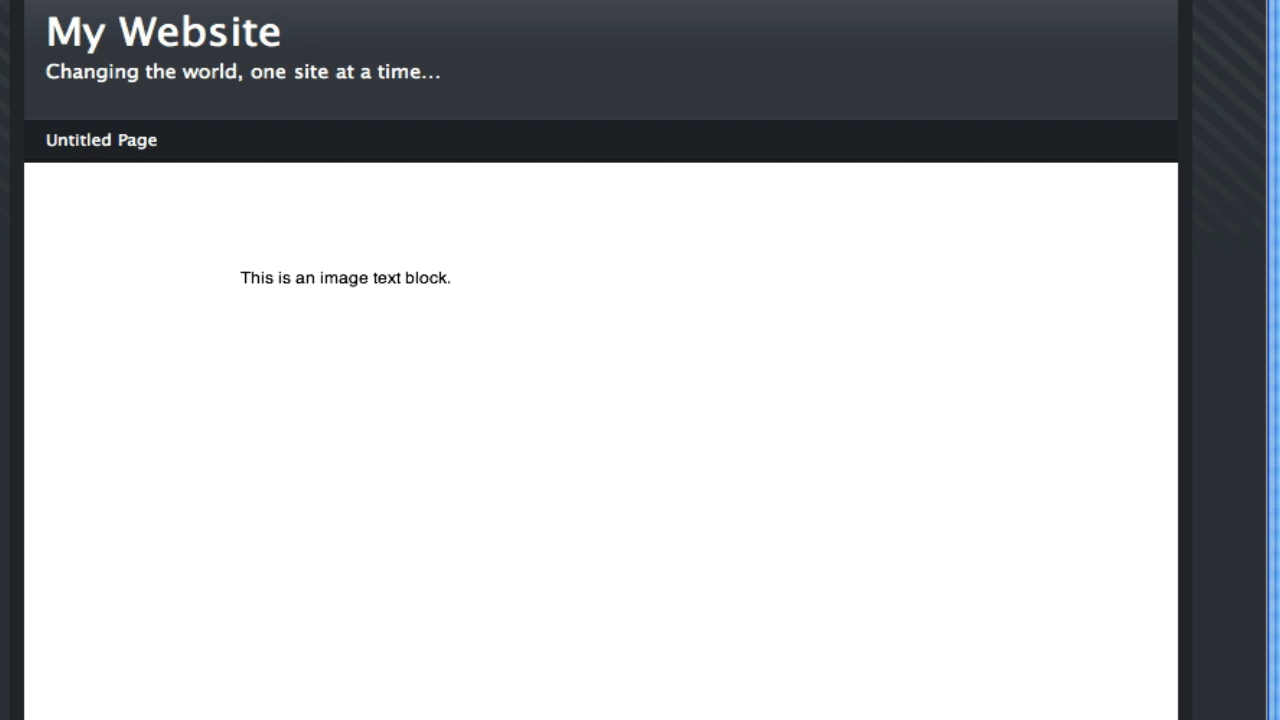 My Website
Changing the world, one site at a time...
Untitled Page
This is an image text block.